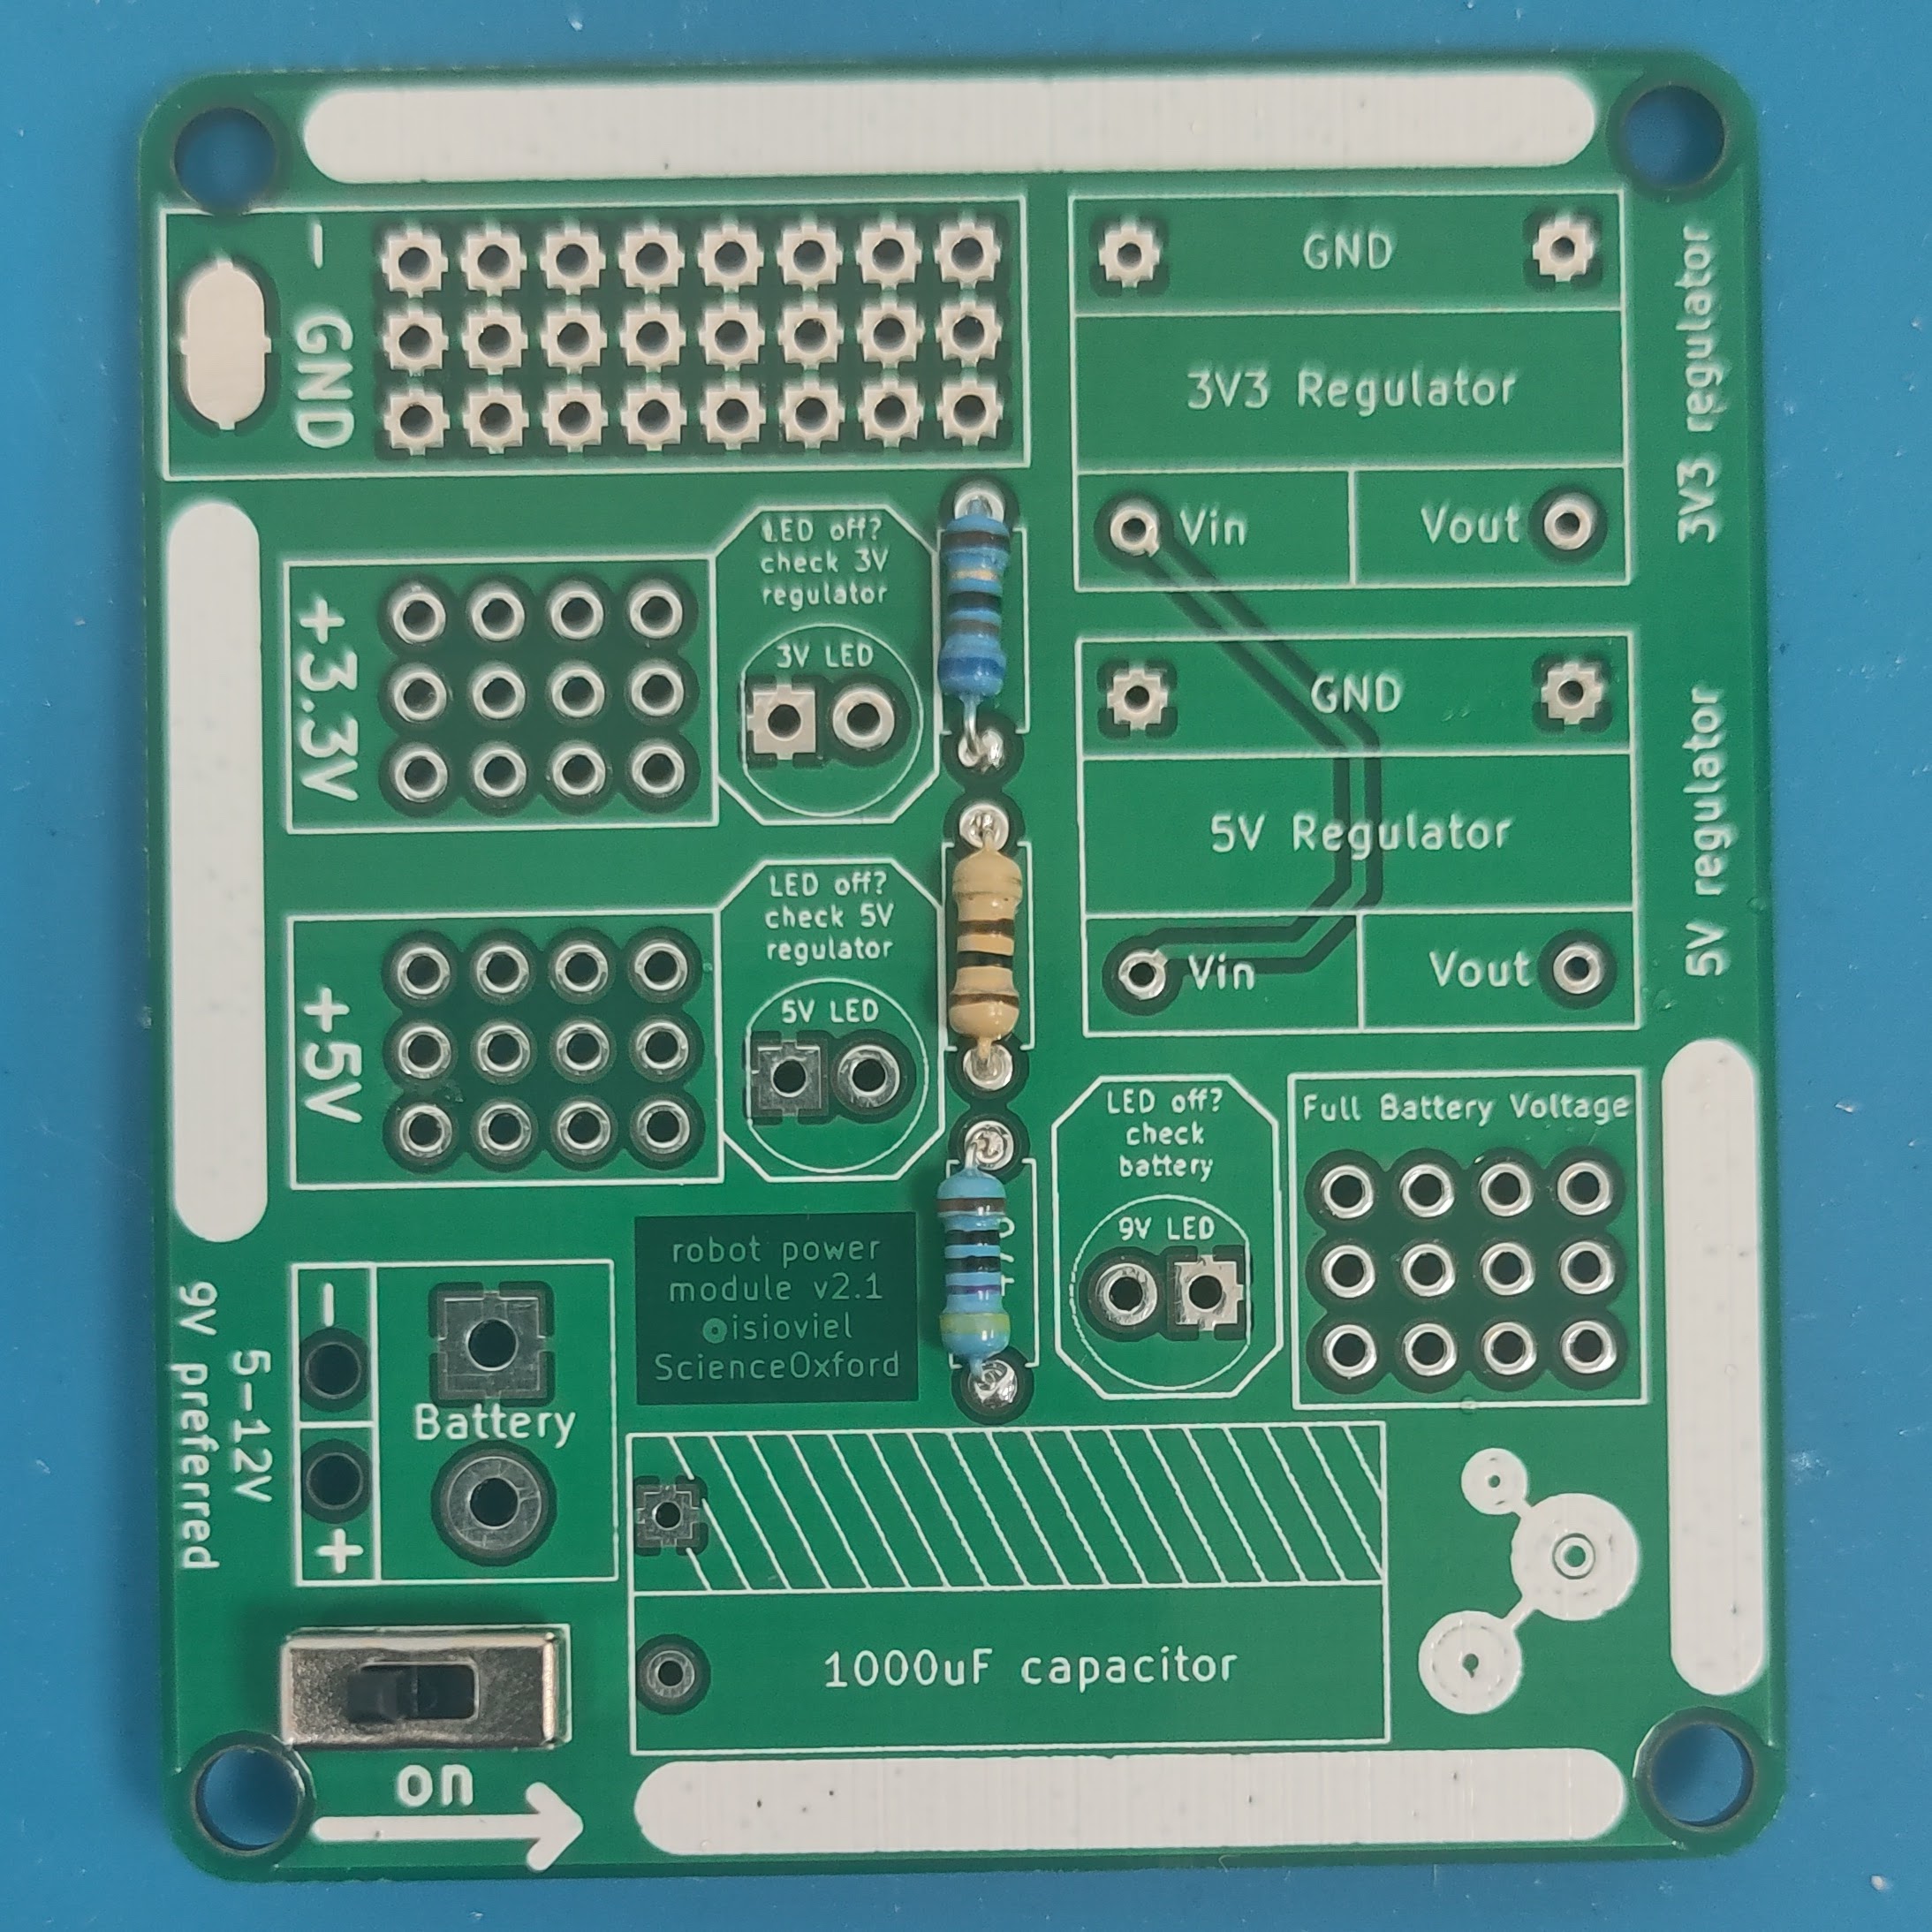 - GND
GND
3V3 Regulator
Vin
Vout
3V3 regulator
LED off?
check 3V
regulator
3V LED
+3.3V
GND
5V Regulator
Vin
Vout
5V regulator
LED off?
check 5V
regulator
5V LED
+5V
LED off?
check
battery
9V LED
Full Battery Voltage
robot power
module v2.1
@isioviel
ScienceOxford
5-12V
9V preferred
-
+
Battery
1000uF capacitor
on